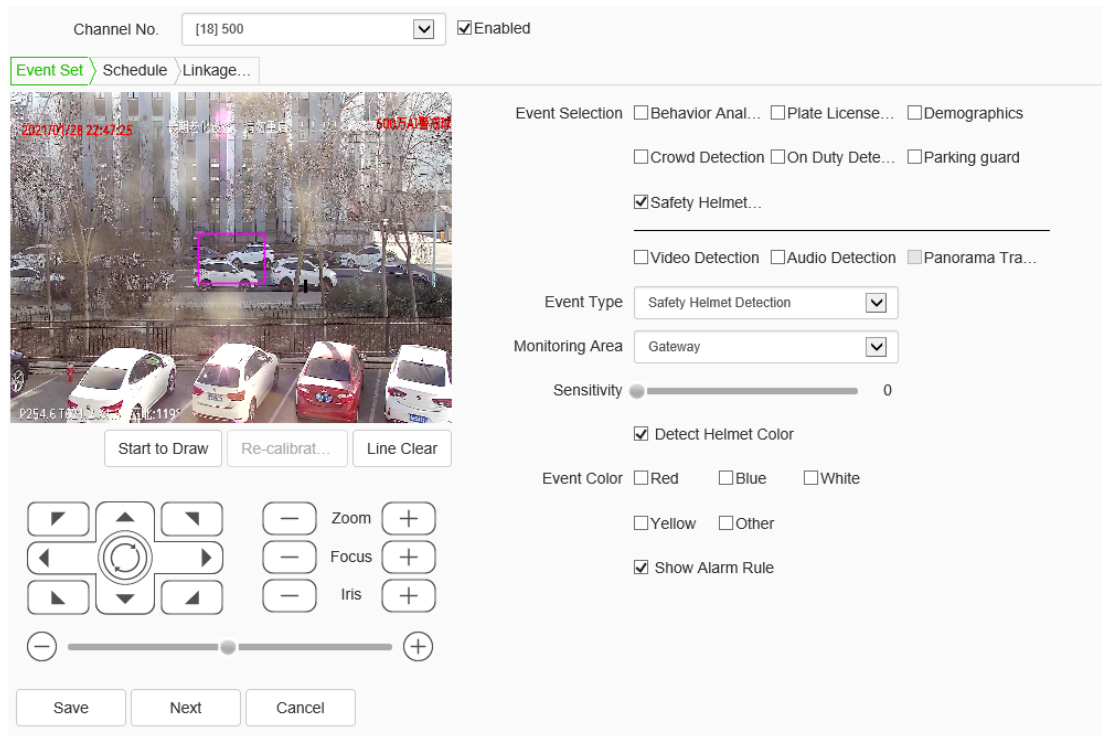 Channel No. [18] 500 Enabled
Event Set Schedule Linkage...
2021/01/28 22:47:25
Event Selection Behavior Anal... Plate License... Demographics
Crowd Detection On Duty Dete... Parking guard
Safety Helmet...
Video Detection Audio Detection Panorama Tra...
Event Type Safety Helmet Detection
Monitoring Area Gateway
Sensitivity 0
Start to Draw Re-calibrat... Line Clear
Detect Helmet Color
Event Color Red Blue White
Yellow Other
Show Alarm Rule
Zoom
Focus
Iris
Save Next Cancel